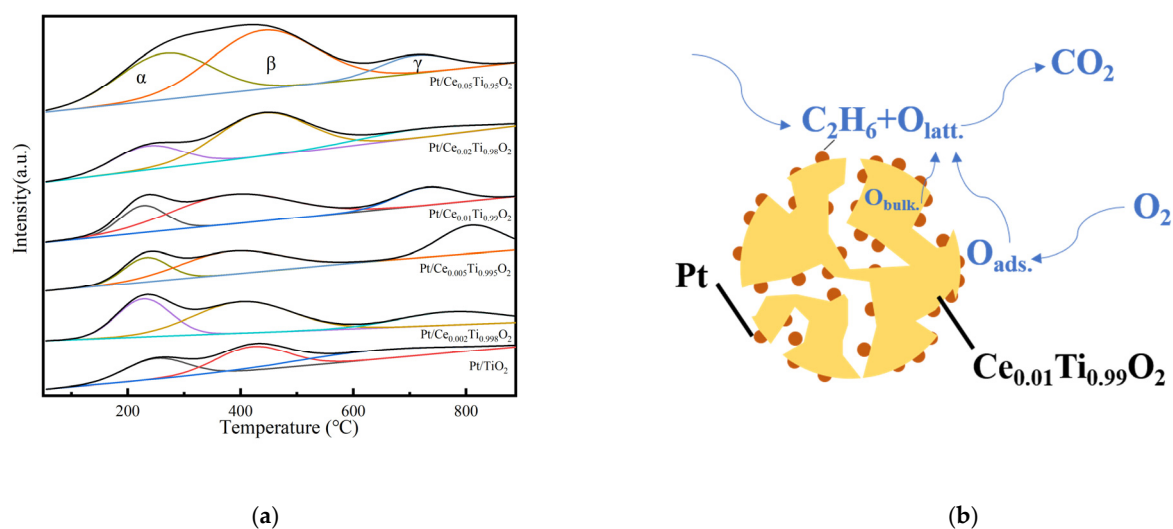 Intensity(a.u.)
α
β
γ
Pt/Ce0.05Ti0.95O2
Pt/Ce0.02Ti0.98O2
Pt/Ce0.01Ti0.99O2
Pt/Ce0.005Ti0.995O2
Pt/Ce0.002Ti0.998O2
Pt/TiO2
200
400
600
800
Temperature (℃)
(a)
CO2
C2H6+Olatt.
Obulk.
O2
Oads.
Pt
Ce0.01Ti0.99O2
(b)